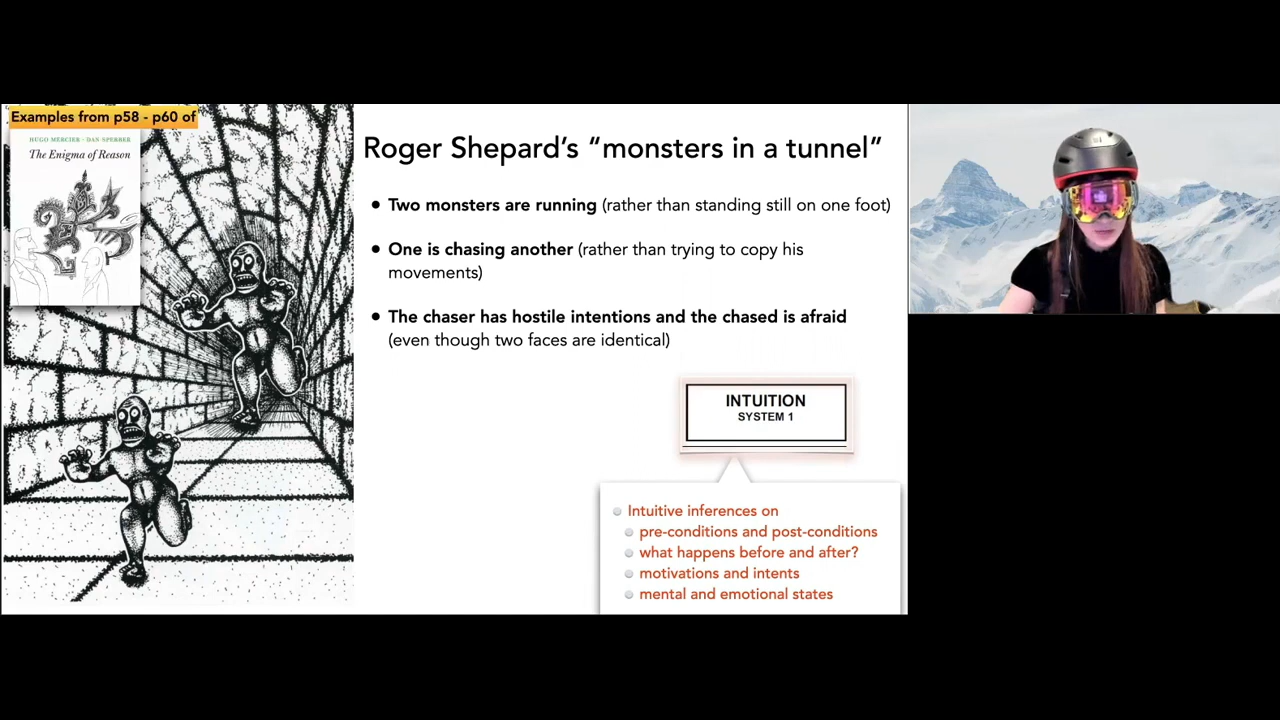 Examples from p58 - p60 of
HUGO MERCIER · DAN SPERBER
The Enigma of Reason
Roger Shepard's “monsters in a tunnel”
• Two monsters are running (rather than standing still on one foot)
• One is chasing another (rather than trying to copy his
movements)
• The chaser has hostile intentions and the chased is afraid
(even though two faces are identical)
INTUITION
SYSTEM 1
Intuitive inferences on
pre-conditions and post-conditions
what happens before and after?
motivations and intents
mental and emotional states